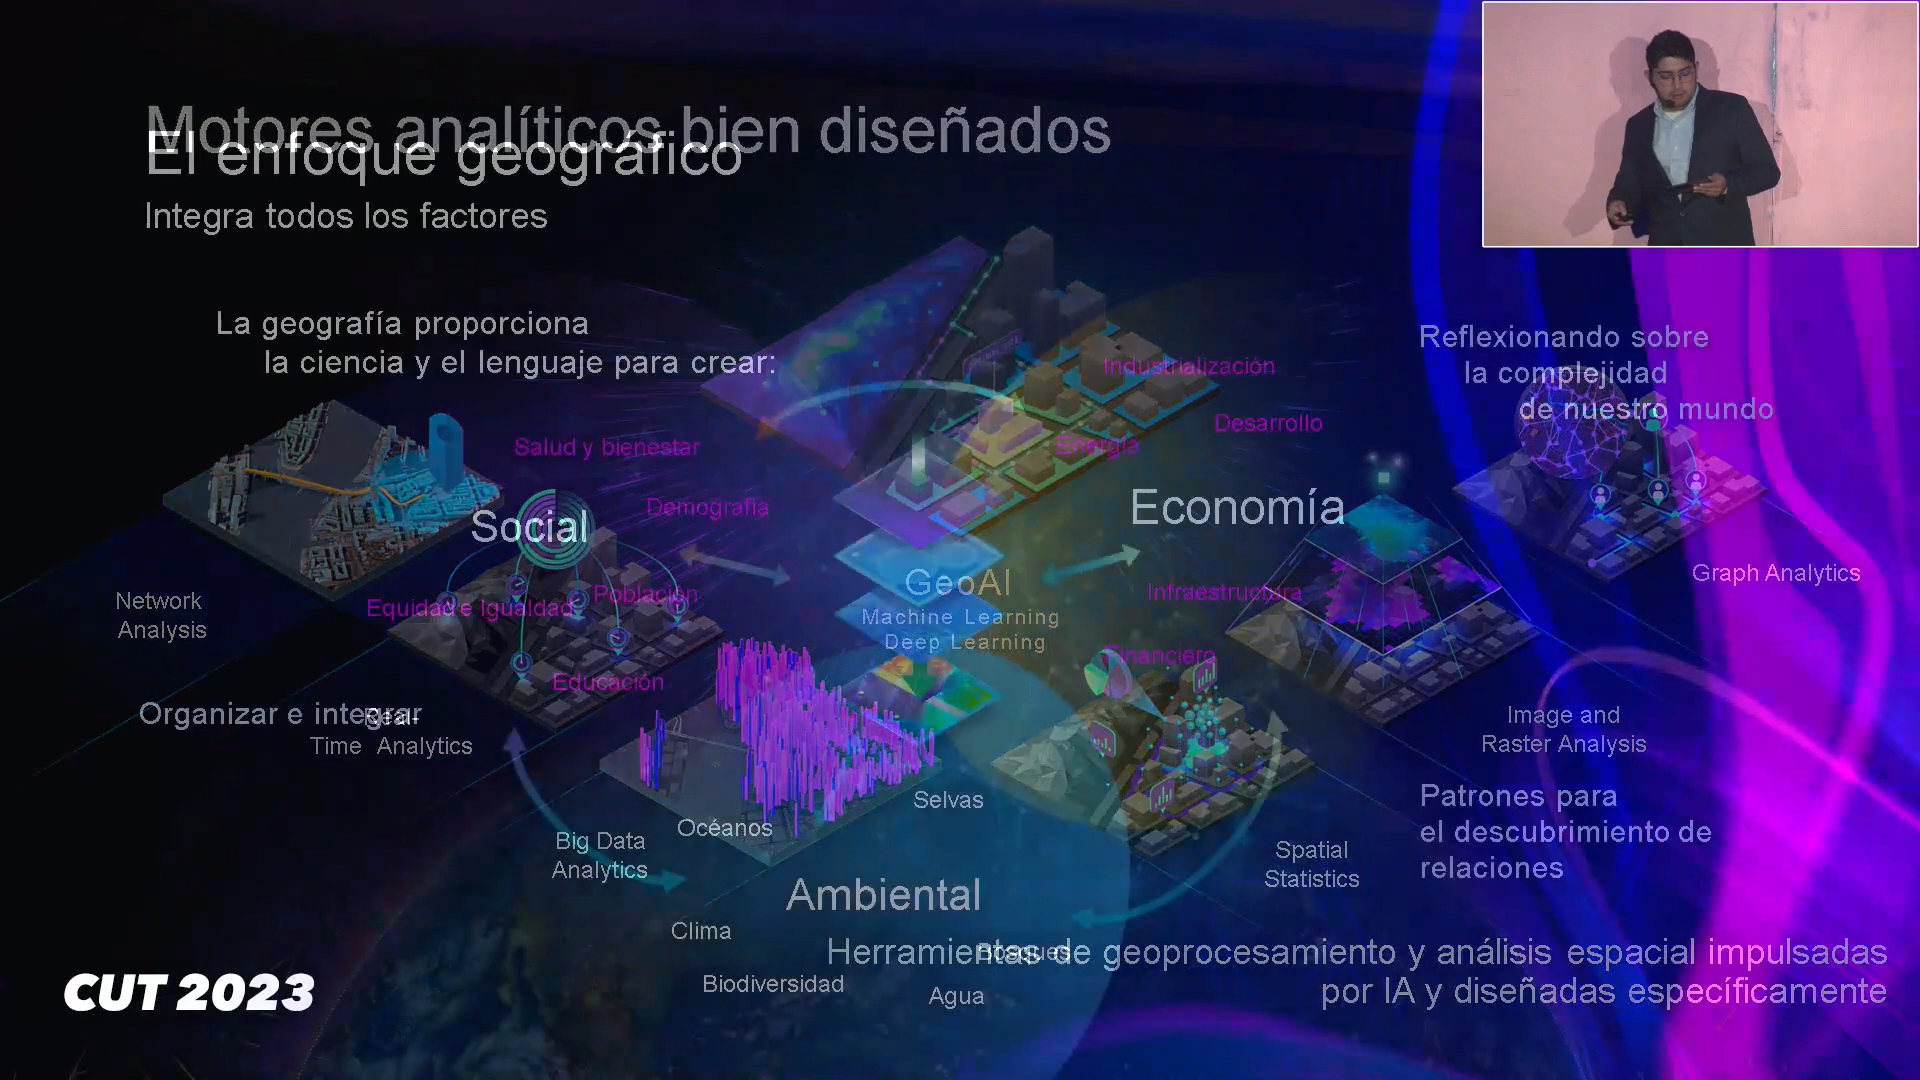 Motores analíticos bien diseñados
El enfoque geográfico
Integra todos los factores
La geografía proporciona
la ciencia y el lenguaje para crear:
Reflexionando sobre
la complejidad
de nuestro mundo
Industrialización
Desarrollo
Energía
Salud y bienestar
Demografía
Social
Economía
GeoAI
Machine Learning
Deep Learning
Graph Analytics
Network
Analysis
Equidad e Igualdad
Población
Infraestructura
Financiero
Educación
Organizar e integrar
Real-
Time Analytics
Image and
Raster Analysis
Patrones para
el descubrimiento de
relaciones
Selvas
Océanos
Big Data
Analytics
Spatial
Statistics
Ambiental
Clima
Bosques
Herramientas de geoprocesamiento y análisis espacial impulsadas
por IA y diseñadas específicamente
Biodiversidad
Agua
CUT 2023